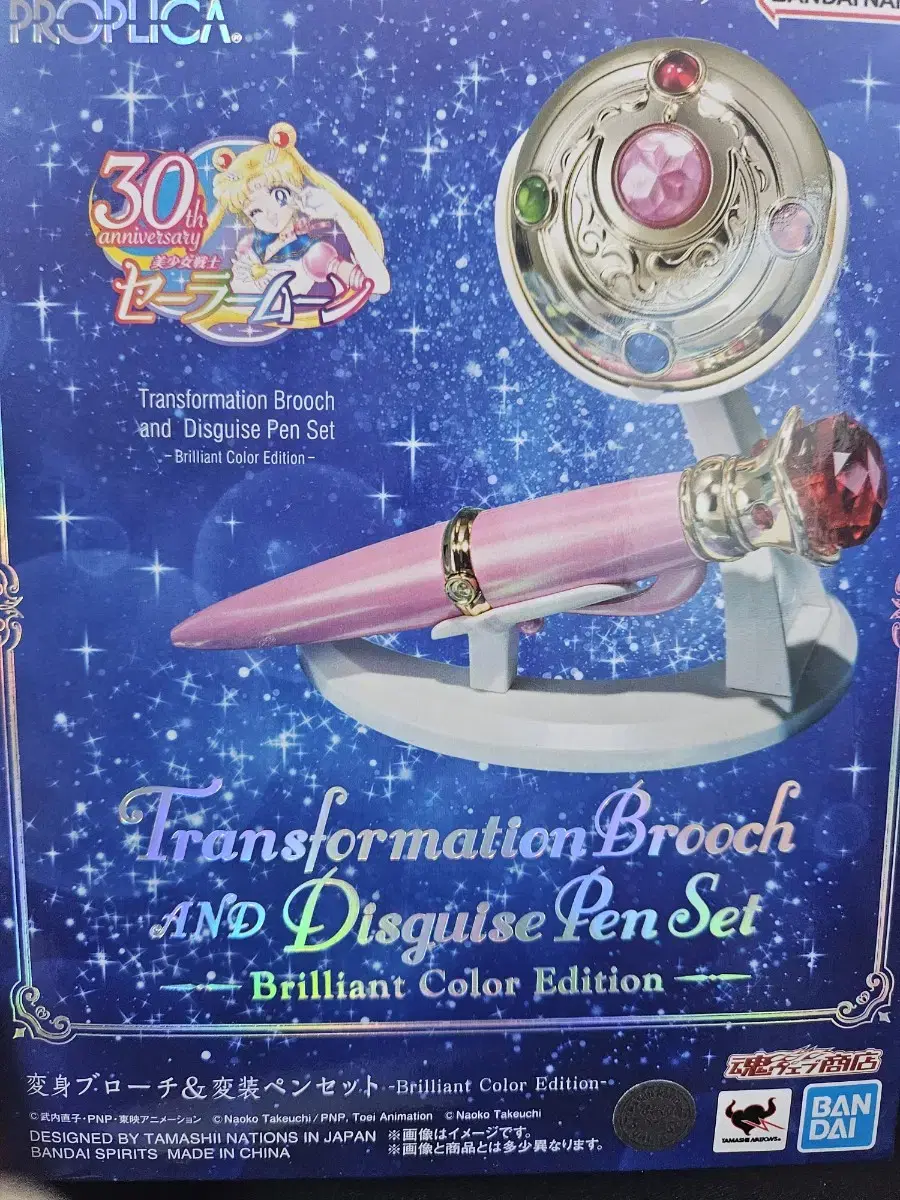 PROPLICA®
BANDAI NAM
30th
anniversary
美少女戦士
セーラームーン
Transformation Brooch
and Disguise Pen Set
-Brilliant Color Edition-
Transformation Brooch
AND Disguise Pen Set
Brilliant Color Edition
変身ブローチ&変装ペンセット -Brilliant Color Edition-
魂ウェブ商店
©武内直子・PNP・東映アニメーション ©Naoko Takeuchi / PNP, Toei Animation ©Naoko Takeuchi
DESIGNED BY TAMASHII NATIONS IN JAPAN ※画像はイメージです。
BANDAI SPIRITS MADE IN CHINA ※画像と商品とは多少異なります。
TAMASHII NATIONS®
BAN
DAI